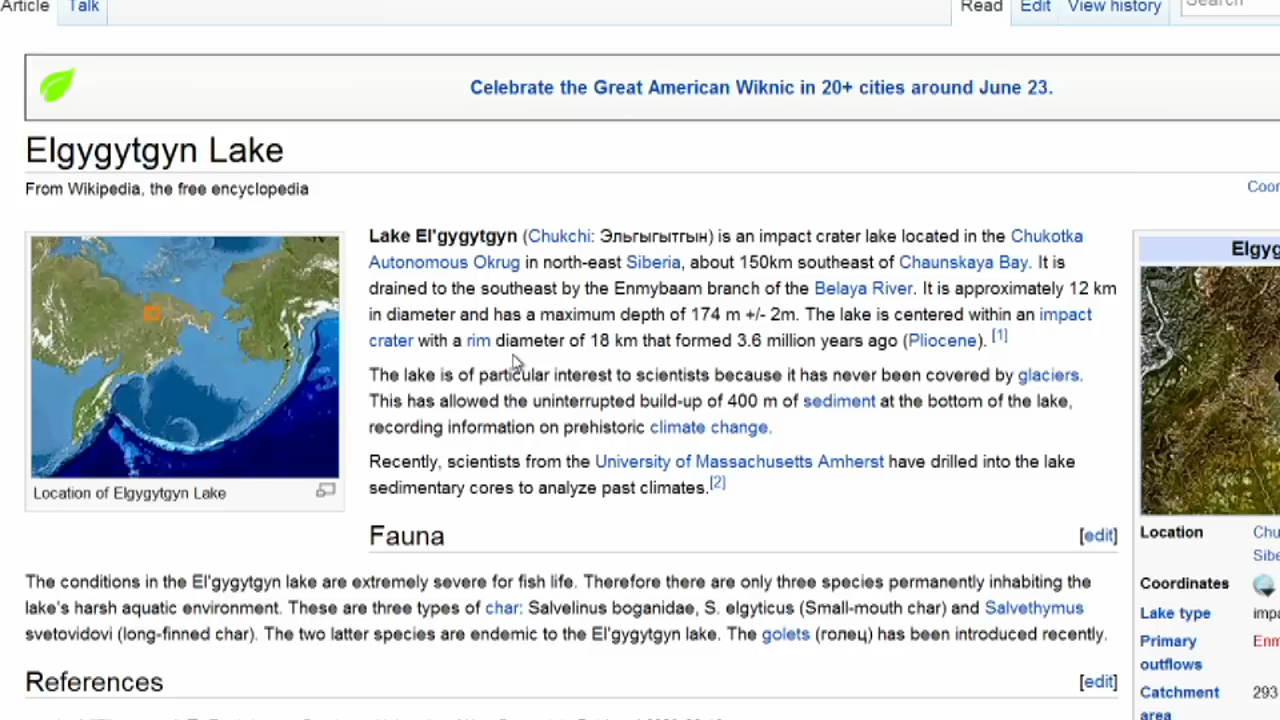 Article Talk Read Edit View history Search
Celebrate the Great American Wiknic in 20+ cities around June 23.
Elgygytgyn Lake
From Wikipedia, the free encyclopedia
Location of Elgygytgyn Lake
Lake El'gygytgyn (Chukchi: Эльгыгытгын) is an impact crater lake located in the Chukotka
Autonomous Okrug in north-east Siberia, about 150km southeast of Chaunskaya Bay. It is
drained to the southeast by the Enmybaam branch of the Belaya River. It is approximately 12 km
in diameter and has a maximum depth of 174 m +/- 2m. The lake is centered within an impact
crater with a rim diameter of 18 km that formed 3.6 million years ago (Pliocene). [1]
The lake is of particular interest to scientists because it has never been covered by glaciers.
This has allowed the uninterrupted build-up of 400 m of sediment at the bottom of the lake,
recording information on prehistoric climate change.
Recently, scientists from the University of Massachusetts Amherst have drilled into the lake
sedimentary cores to analyze past climates.[2]
Fauna [edit]
The conditions in the El'gygytgyn lake are extremely severe for fish life. Therefore there are only three species permanently inhabiting the
lake's harsh aquatic environment. These are three types of char: Salvelinus boganidae, S. elgyticus (Small-mouth char) and Salvethymus
svetovidovi (long-finned char). The two latter species are endemic to the El'gygytgyn lake. The golets (голец) has been introduced recently.
References [edit]
Coor
Elgyg
Location Chu
Sibe
Coordinates
Lake type impa
Primary Enm
outflows
Catchment 293
area